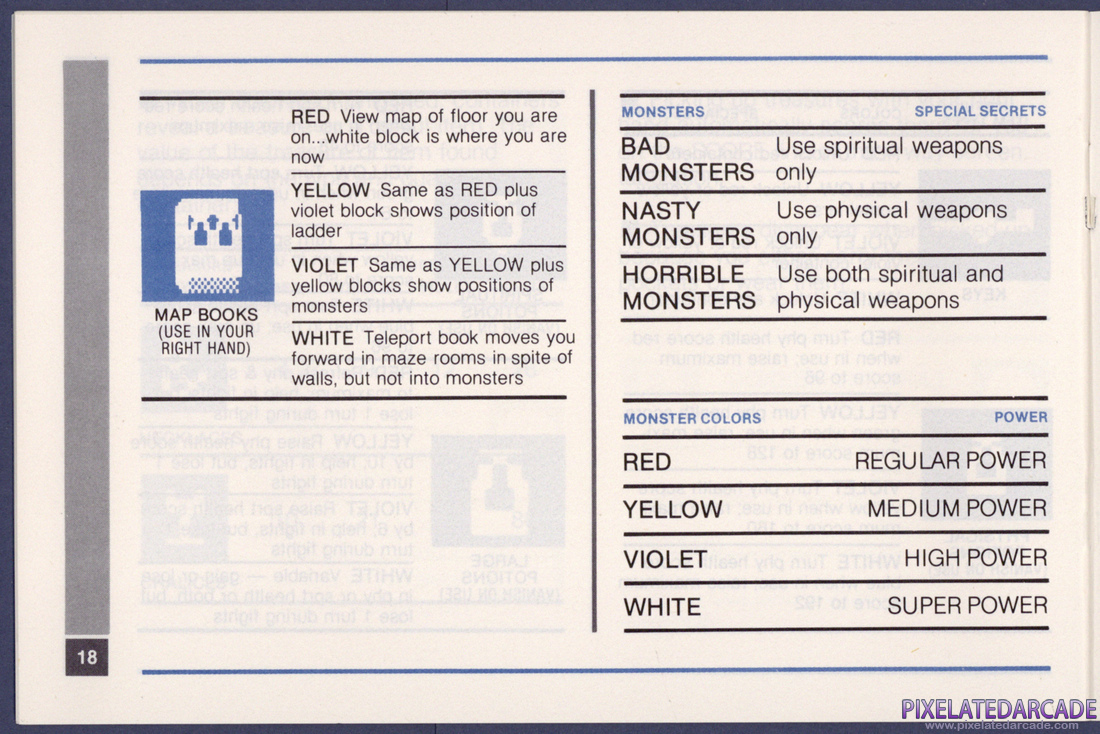 RED View map of floor you are
on...white block is where you are
now
YELLOW Same as RED plus
violet block shows position of
ladder
VIOLET Same as YELLOW plus
yellow blocks show positions of
monsters
WHITE Teleport book moves you
forward in maze rooms in spite of
walls, but not into monsters
MAP BOOKS
(USE IN YOUR
RIGHT HAND)
MONSTERS SPECIAL SECRETS
BAD Use spiritual weapons
MONSTERS only
NASTY Use physical weapons
MONSTERS only
HORRIBLE Use both spiritual and
MONSTERS physical weapons
MONSTER COLORS POWER
RED REGULAR POWER
YELLOW MEDIUM POWER
VIOLET HIGH POWER
WHITE SUPER POWER
18
PIXELATEDARCADE
www.pixelatedarcade.com